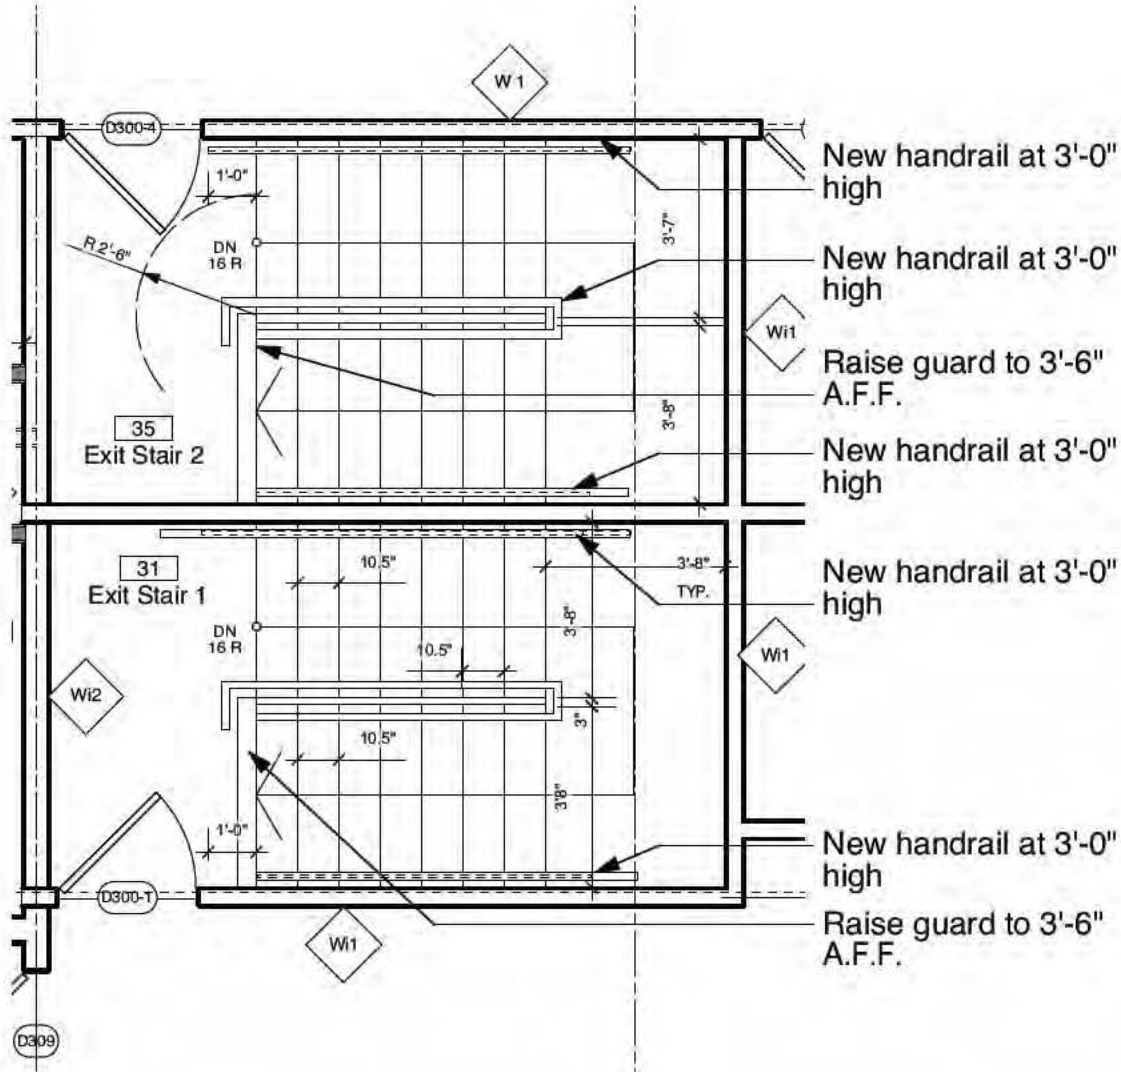 W 1
D300-4
New handrail at 3'-0"
high
1'-0"
3'-7"
R 2'-6"
DN
16 R
New handrail at 3'-0"
high
Wi1
Raise guard to 3'-6"
A.F.F.
3'-8"
35
Exit Stair 2
New handrail at 3'-0"
high
31
Exit Stair 1
10.5"
3'-8"
TYP.
New handrail at 3'-0"
high
3'-8"
DN
16 R
10.5"
Wi1
Wi2
3"
10.5"
3'8"
1'-0"
New handrail at 3'-0"
high
D300-1
Raise guard to 3'-6"
A.F.F.
Wi1
D309